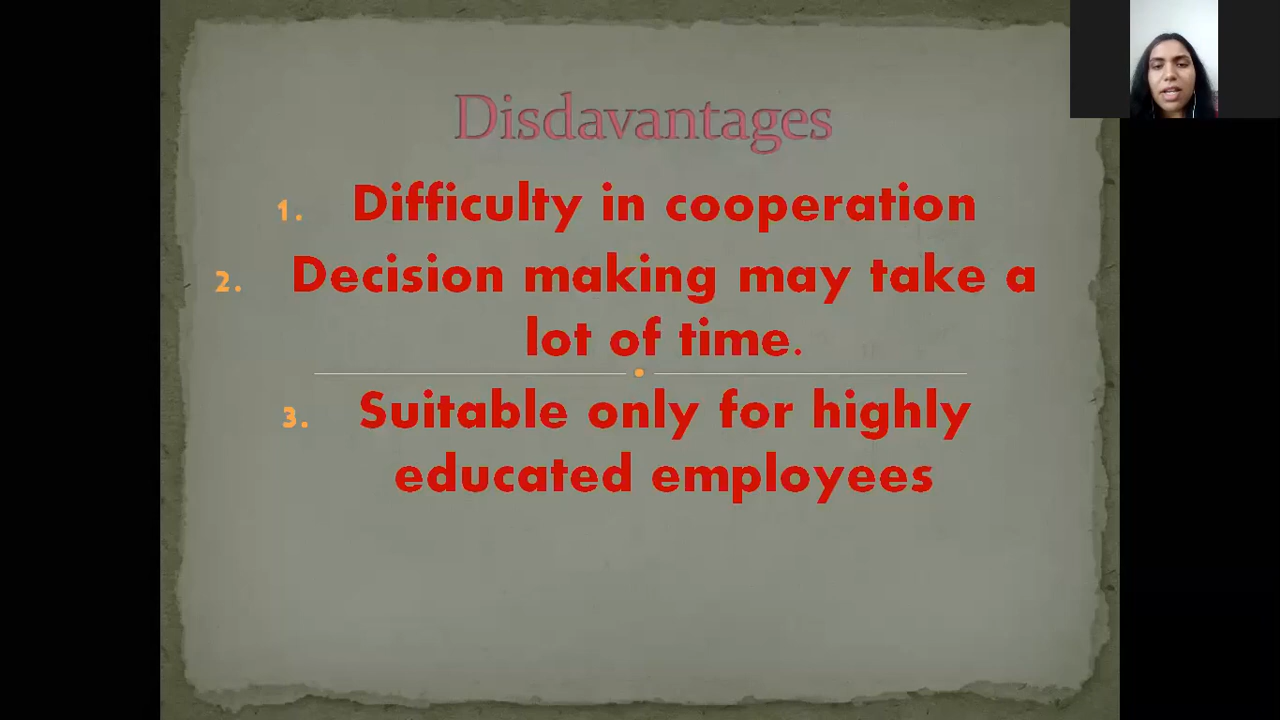 Disdavantages
1. Difficulty in cooperation
2. Decision making may take a
lot of time.
3. Suitable only for highly
educated employees